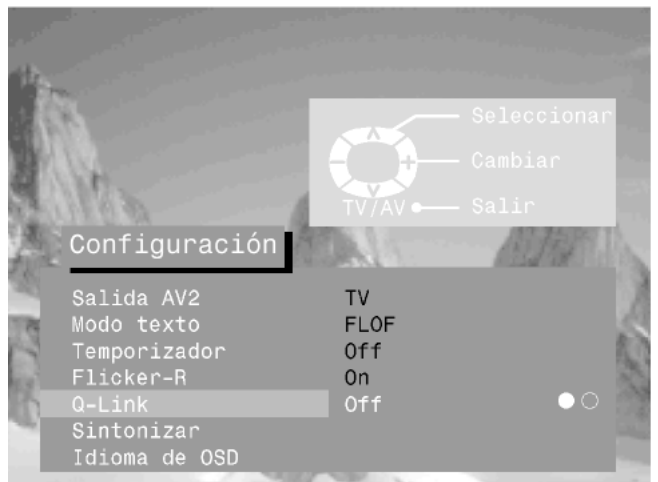 Seleccionar
Cambiar
TV/AV Salir
Configuración
Salida AV2 TV
Modo texto FLOF
Temporizador Off
Flicker-R On
Q-Link Off
Sintonizar
Idioma de OSD